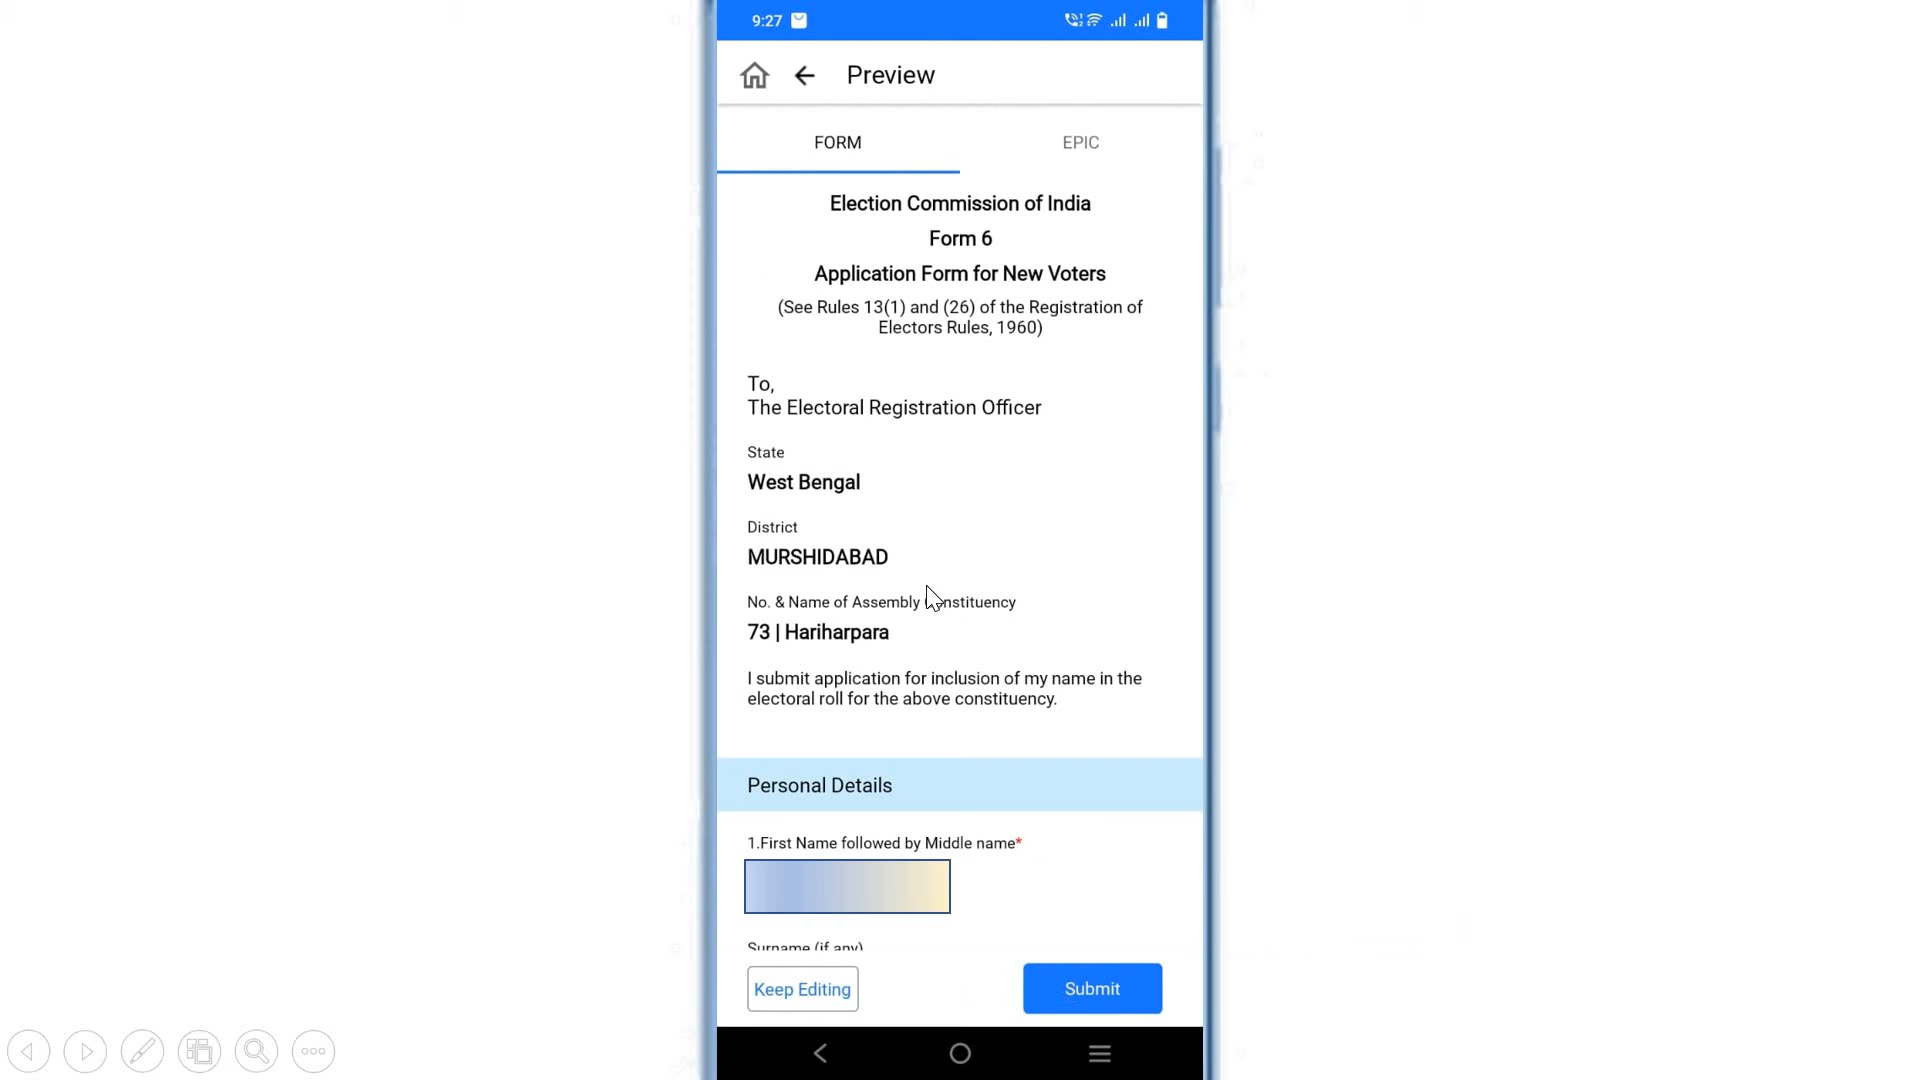 9:27
Preview
FORM
EPIC
Election Commission of India
Form 6
Application Form for New Voters
(See Rules 13(1) and (26) of the Registration of
Electors Rules, 1960)
To,
The Electoral Registration Officer
State
West Bengal
District
MURSHIDABAD
No. & Name of Assembly Constituency
73 | Hariharpara
I submit application for inclusion of my name in the
electoral roll for the above constituency.
Personal Details
1.First Name followed by Middle name*
Surname (if any)
Keep Editing
Submit